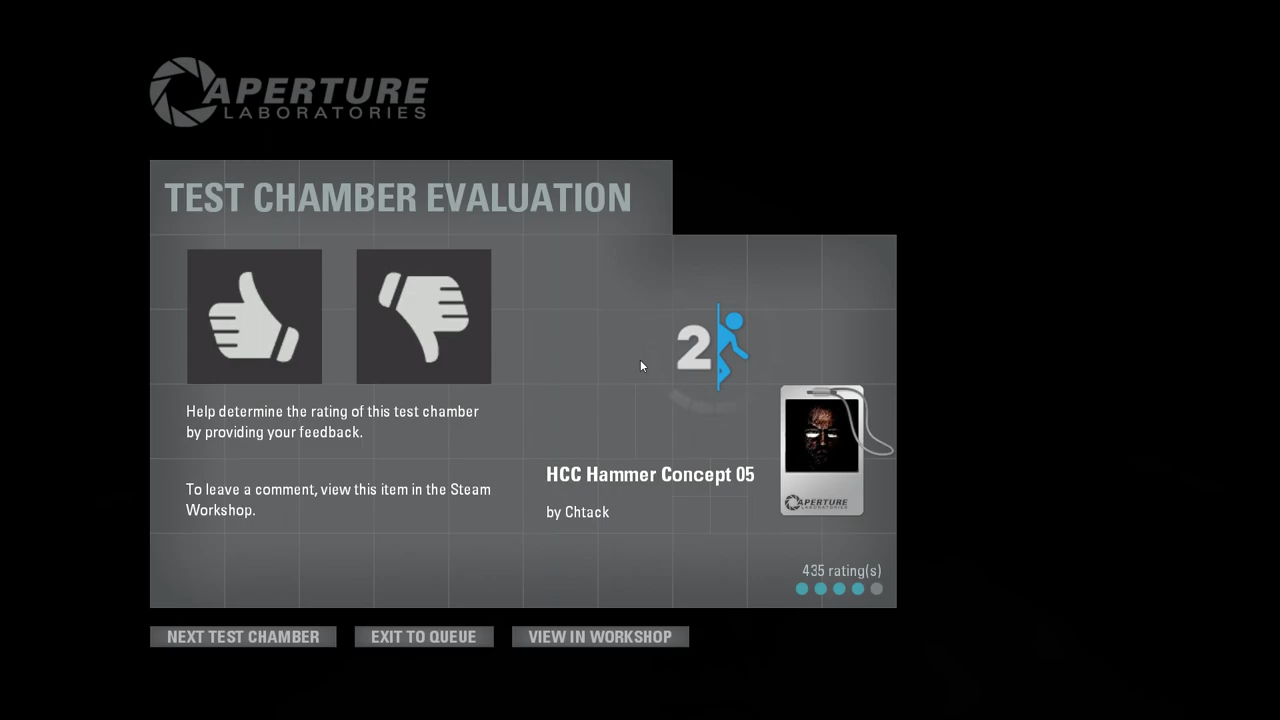 APERTURE
LABORATORIES
TEST CHAMBER EVALUATION
2
Help determine the rating of this test chamber
by providing your feedback.
To leave a comment, view this item in the Steam
Workshop.
HCC Hammer Concept 05
by Chtack
APERTURE
LABORATORIES
435 rating(s)
NEXT TEST CHAMBER
EXIT TO QUEUE
VIEW IN WORKSHOP